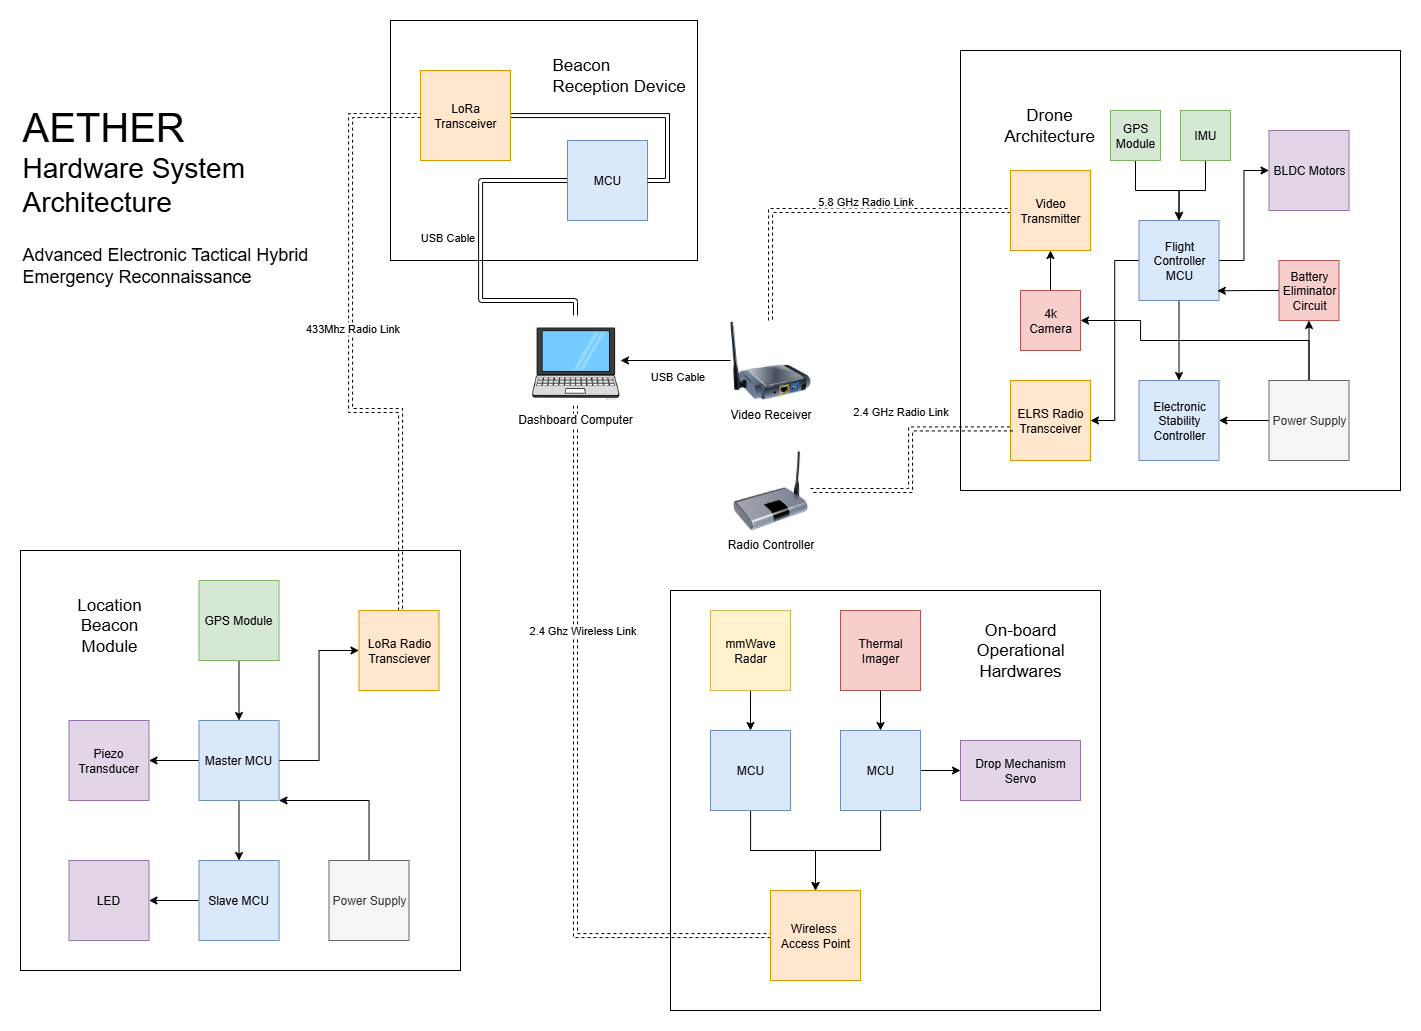 AETHER
Hardware System
Architecture
Advanced Electronic Tactical Hybrid
Emergency Reconnaissance
Beacon
Reception Device
LoRa
Transceiver
MCU
USB Cable
433Mhz Radio Link
Dashboard Computer
USB Cable
Video Receiver
Radio Controller
5.8 GHz Radio Link
2.4 GHz Radio Link
2.4 Ghz Wireless Link
Drone
Architecture
GPS
Module
IMU
BLDC Motors
Video
Transmitter
Flight
Controller
MCU
Battery
Eliminator
Circuit
4k
Camera
ELRS Radio
Transceiver
Electronic
Stability
Controller
Power Supply
Location
Beacon
Module
GPS Module
LoRa Radio
Transciever
Piezo
Transducer
Master MCU
LED
Slave MCU
Power Supply
On-board
Operational
Hardwares
mmWave
Radar
Thermal
Imager
MCU
MCU
Drop Mechanism
Servo
Wireless
Access Point